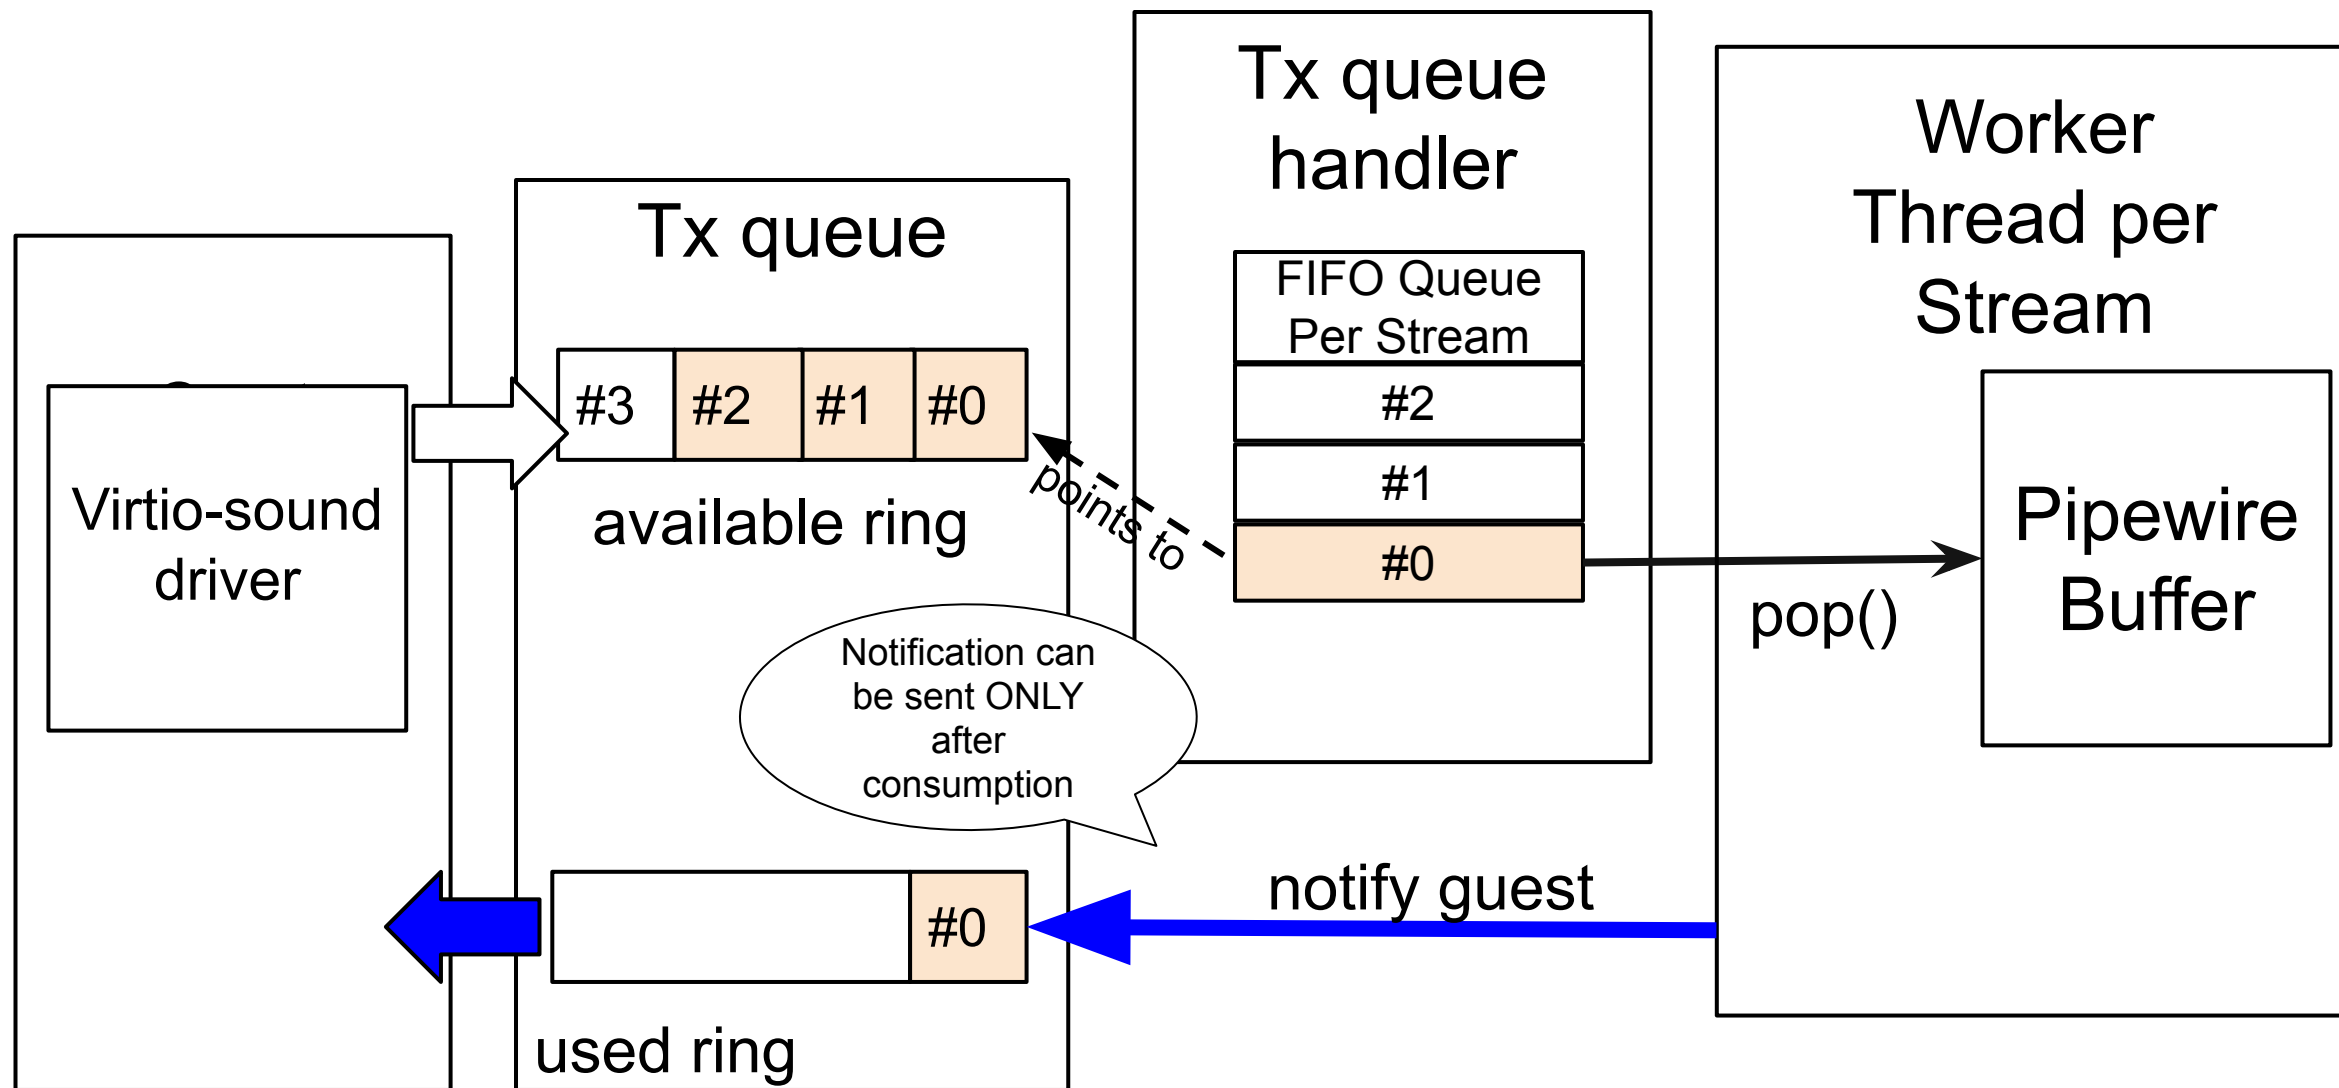 Tx queue
handler
Worker
Thread per
Stream
Tx queue
FIFO Queue
Per Stream
#2
#1
#0
#3 #2 #1 #0
available ring
points to
Virtio-sound
driver
Pipewire
Buffer
pop()
Notification can
be sent ONLY
after
consumption
notify guest
#0
used ring